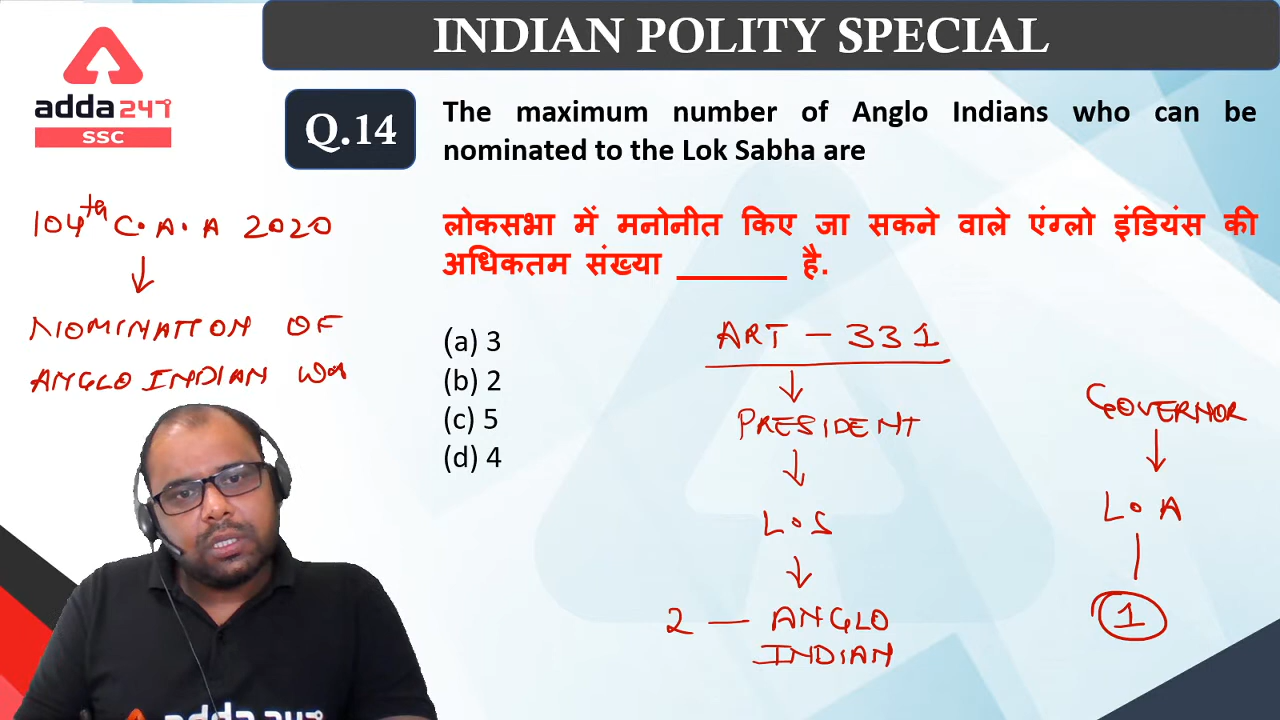 INDIAN POLITY SPECIAL
adda247
SSC
Q.14
The maximum number of Anglo Indians who can be
nominated to the Lok Sabha are
लोकसभा में मनोनीत किए जा सकने वाले एंग्लो इंडियंस की
अधिकतम संख्या _______ है.
(a) 3
(b) 2
(c) 5
(d) 4
104th C.A.A 2020
NOMINATION OF
ANGLO INDIAN
ART - 331
PRESIDENT
L.S
2 — ANGLO
INDIAN
GOVERNOR
L.A
1
adda247